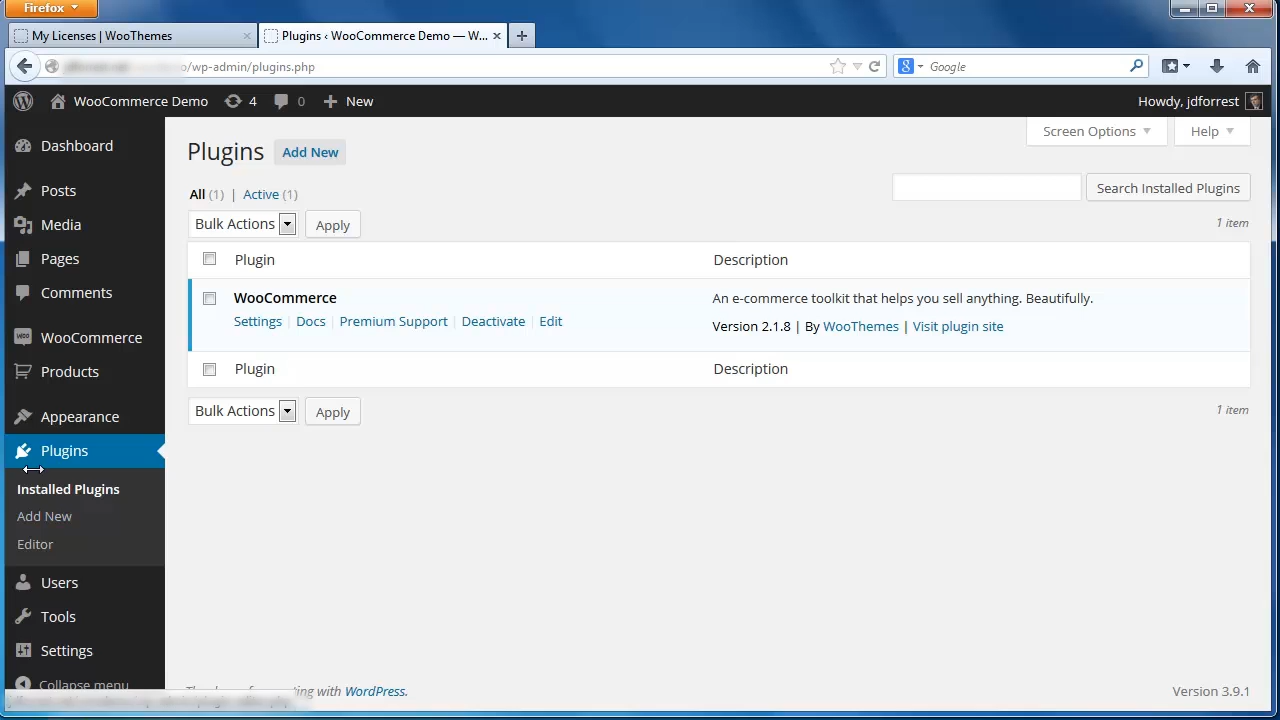 Firefox
My Licenses | WooThemes
Plugins ‹ WooCommerce Demo — W...
/wp-admin/plugins.php
Google
WooCommerce Demo 4 0 New
Howdy, jdforrest
Dashboard
Posts
Media
Pages
Comments
WooCommerce
Products
Appearance
Plugins
Installed Plugins
Add New
Editor
Users
Tools
Settings
Collapse menu
Screen Options
Help
Plugins Add New
All (1) | Active (1)
Search Installed Plugins
Bulk Actions Apply
1 item
Plugin Description
WooCommerce
Settings | Docs | Premium Support | Deactivate | Edit
An e-commerce toolkit that helps you sell anything. Beautifully.
Version 2.1.8 | By WooThemes | Visit plugin site
Plugin Description
Bulk Actions Apply
1 item
with WordPress.
Version 3.9.1